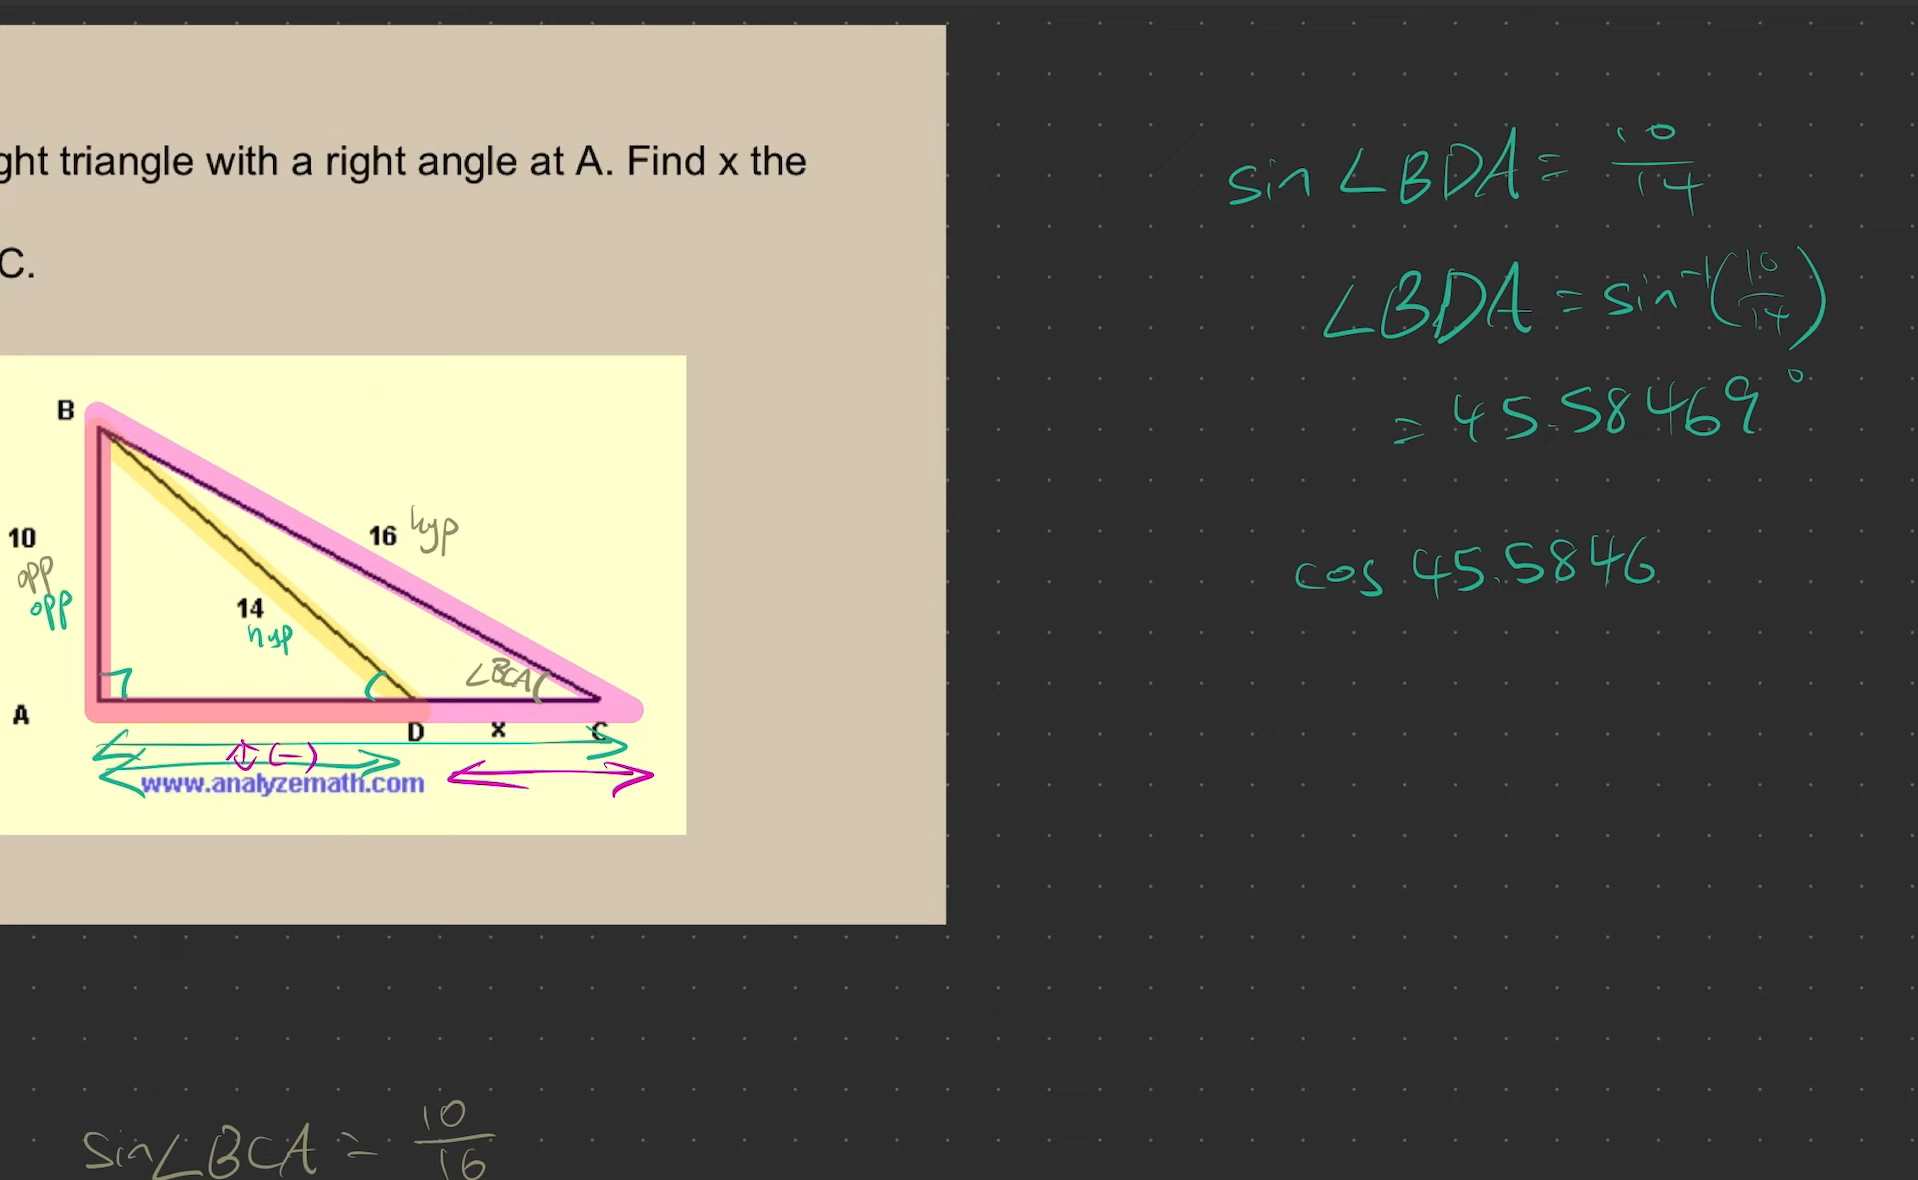 ght triangle with a right angle at A. Find x the
C.
B
10
opp
opp
16 hyp
14
hyp
∠BCA
A
D
x
C
(-)
www.analyzemath.com
sin ∠BDA = 10/14
∠BDA = sin⁻¹(10/14)
= 45.58469°
cos 45.5846
sin∠BCA = 10/16